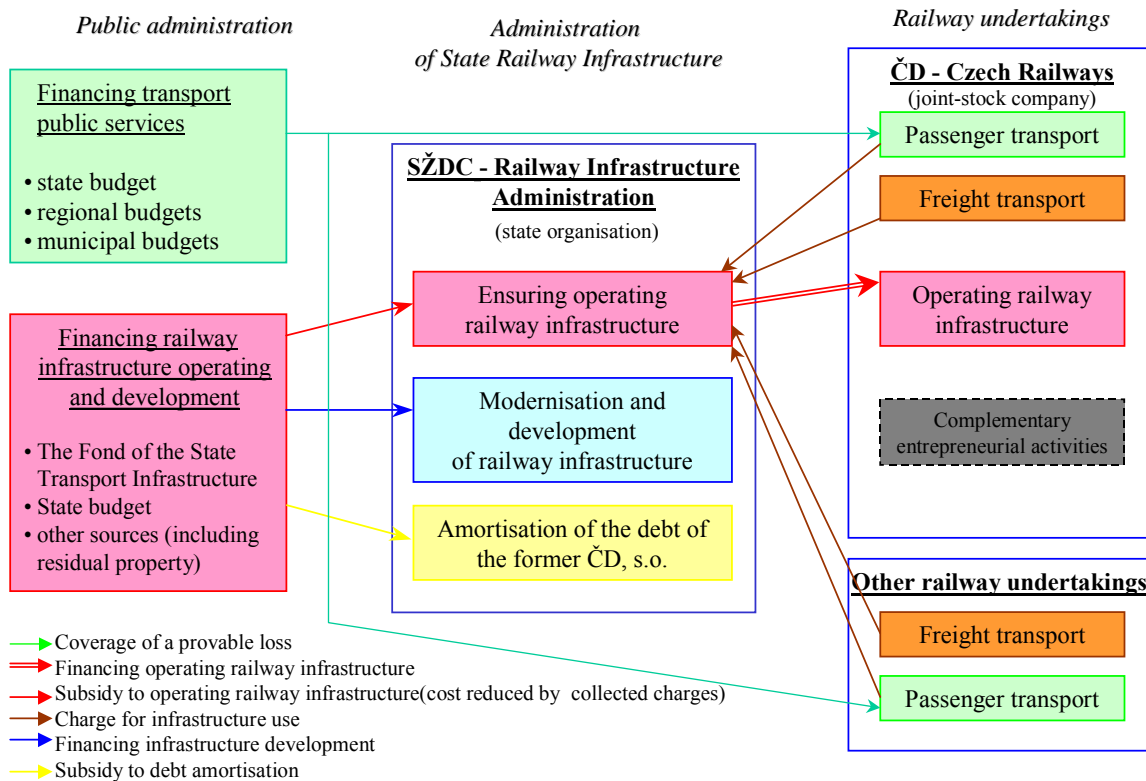 Public administration
Administration
of State Railway Infrastructure
Railway undertakings
Financing transport
public services
• state budget
• regional budgets
• municipal budgets
Financing railway
infrastructure operating
and development
• The Fond of the State
Transport Infrastructure
• State budget
• other sources (including
residual property)
SŽDC - Railway Infrastructure
Administration
(state organisation)
Ensuring operating
railway infrastructure
Modernisation and
development
of railway infrastructure
Amortisation of the debt of
the former ČD, s.o.
ČD - Czech Railways
(joint-stock company)
Passenger transport
Freight transport
Operating railway
infrastructure
Complementary
entrepreneurial activities
Other railway undertakings
Freight transport
Passenger transport
Coverage of a provable loss
Financing operating railway infrastructure
Subsidy to operating railway infrastructure(cost reduced by collected charges)
Charge for infrastructure use
Financing infrastructure development
Subsidy to debt amortisation